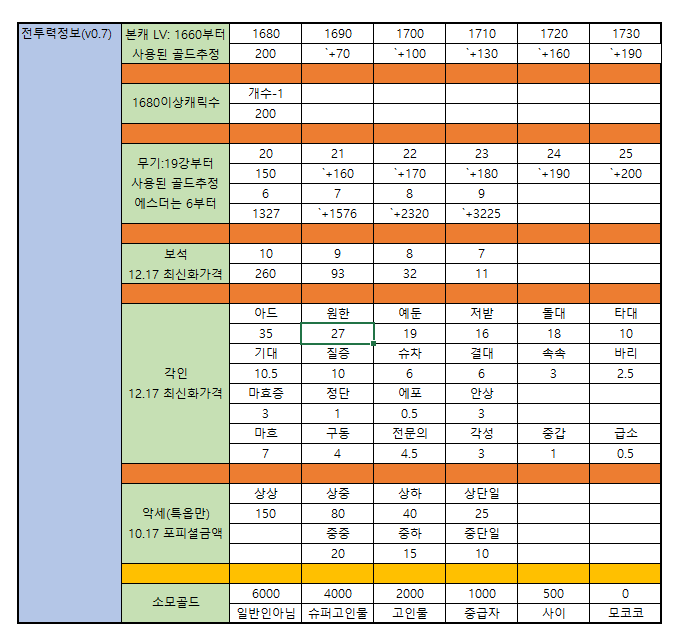 전투력정보(v0.7) 본캐 LV: 1660부터 1680 1690 1700 1710 1720 1730
사용된 골드추정 200 `+70 `+100 `+130 `+160 `+190
1680이상캐릭수 개수-1
200
무기:19강부터 20 21 22 23 24 25
사용된 골드추정 150 `+160 `+170 `+180 `+190 `+200
에스더는 6부터 6 7 8 9
1327 `+1576 `+2320 `+3225
보석 10 9 8 7
12.17 최신화가격 260 93 32 11
각인 아드 원한 예둔 저받 돌대 타대
12.17 최신화가격 35 27 19 16 18 10
기대 질증 슈차 결대 속속 바리
10.5 10 6 6 3 2.5
마효증 정단 에포 안상
3 1 0.5 3
마흐 구동 전문의 각성 중갑 급소
7 4 4.5 3 1 0.5
악세(특옵만) 상상 상중 상하 상단일
10.17 포피셜금액 150 80 40 25
중중 중하 중단일
20 15 10
소모골드 6000 4000 2000 1000 500 0
일반인아님 슈퍼고인물 고인물 중급자 사이 모코코